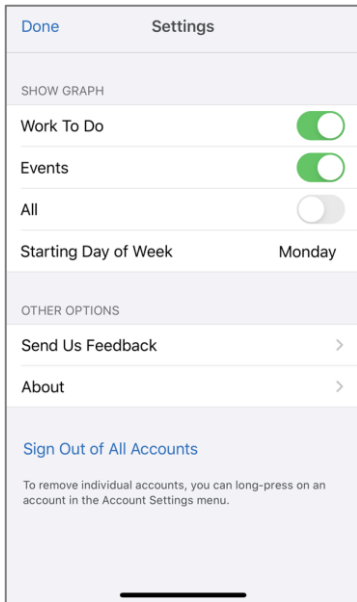 Done Settings
SHOW GRAPH
Work To Do
Events
All
Starting Day of Week Monday
OTHER OPTIONS
Send Us Feedback
About
Sign Out of All Accounts
To remove individual accounts, you can long-press on an
account in the Account Settings menu.